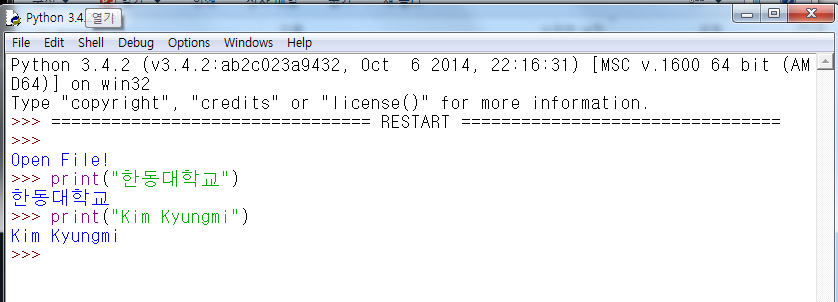 Python 3.4. 열기
File Edit Shell Debug Options Windows Help
Python 3.4.2 (v3.4.2:ab2c023a9432, Oct  6 2014, 22:16:31) [MSC v.1600 64 bit (AM
D64)] on win32
Type "copyright", "credits" or "license()" for more information.
>>> ================================ RESTART ================================
>>>
Open File!
>>> print("한동대학교")
한동대학교
>>> print("Kim Kyungmi")
Kim Kyungmi
>>>